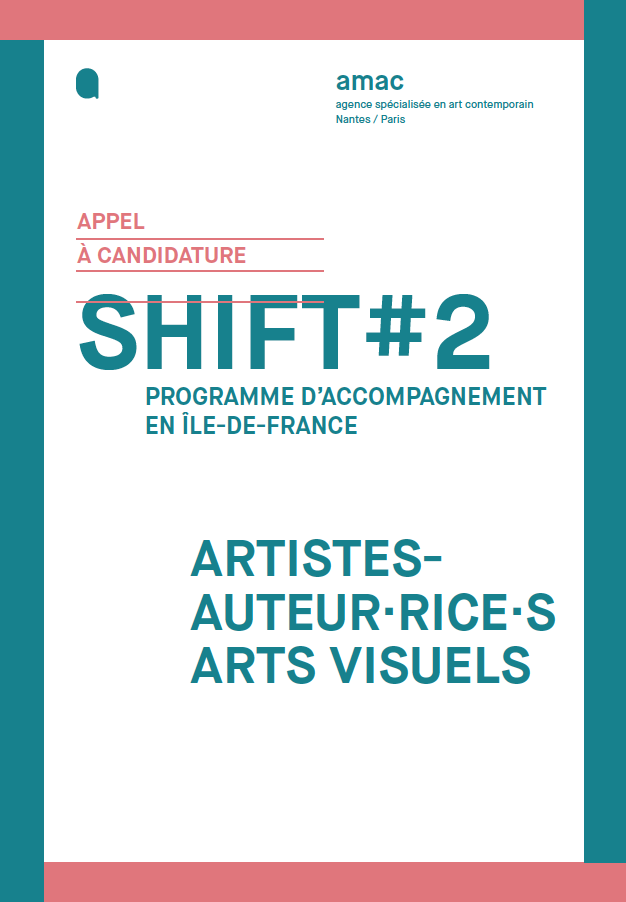 amac
agence spécialisée en art contemporain
Nantes / Paris
APPEL
À CANDIDATURE
SHIFT#2
PROGRAMME D'ACCOMPAGNEMENT
EN ÎLE-DE-FRANCE
ARTISTES-
AUTEUR·RICE·S
ARTS VISUELS